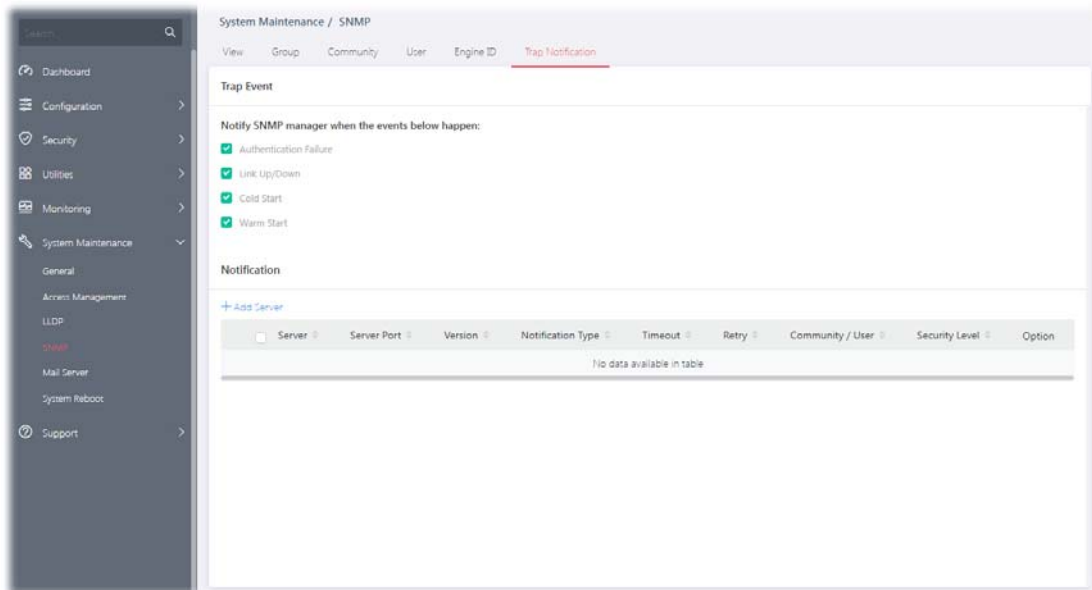 Search
Dashboard
Configuration
Security
Utilities
Monitoring
System Maintenance
General
Access Management
LLDP
SNMP
Mail Server
System Reboot
Support
System Maintenance / SNMP
View Group Community User Engine ID Trap Notification
Trap Event
Notify SNMP manager when the events below happen:
Authentication Failure
Link Up/Down
Cold Start
Warm Start
Notification
+ Add Server
Server Server Port Version Notification Type Timeout Retry Community / User Security Level Option
No data available in table